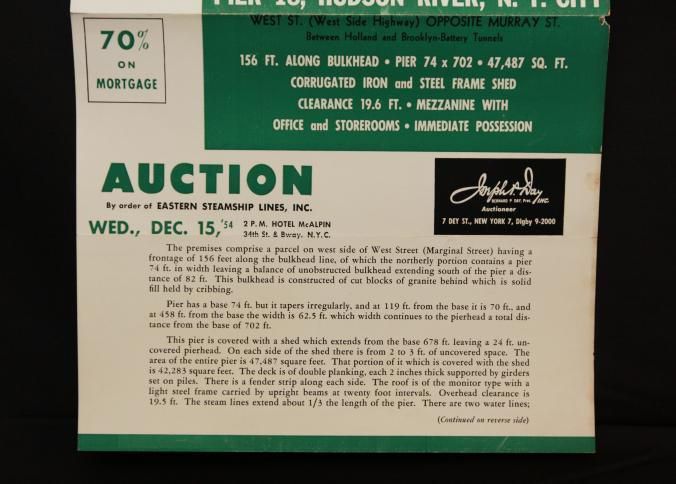 HUDSON RIVER, N. Y. CITY
WEST ST. (West Side Highway) OPPOSITE MURRAY ST.
Between Holland and Brooklyn-Battery Tunnels
70%
ON
MORTGAGE
156 FT. ALONG BULKHEAD • PIER 74 x 702 • 47,487 SQ. FT.
CORRUGATED IRON and STEEL FRAME SHED
CLEARANCE 19.6 FT. • MEZZANINE WITH
OFFICE and STOREROOMS • IMMEDIATE POSSESSION
AUCTION
By order of EASTERN STEAMSHIP LINES, INC.
WED., DEC. 15, '54 2 P. M. HOTEL McALPIN
34th St. & Bway. N.Y.C.
Joseph P. Day, INC.
BERNARD P. DAY, Pres.
Auctioneer
7 DEY ST., NEW YORK 7, DIgby 9-2000
The premises comprise a parcel on west side of West Street (Marginal Street) having a
frontage of 156 feet along the bulkhead line, of which the northerly portion contains a pier
74 ft. in width leaving a balance of unobstructed bulkhead extending south of the pier a dis-
tance of 82 ft. This bulkhead is constructed of cut blocks of granite behind which is solid
fill held by cribbing.
Pier has a base 74 ft. but it tapers irregularly, and at 119 ft. from the base it is 70 ft., and
at 458 ft. from the base the width is 62.5 ft. which width continues to the pierhead a total dis-
tance from the base of 702 ft.
This pier is covered with a shed which extends from the base 678 ft. leaving a 24 ft. un-
covered pierhead. On each side of the shed there is from 2 to 3 ft. of uncovered space. The
area of the entire pier is 47,487 square feet. That portion of it which is covered with the shed
is 42,283 square feet. The deck is of double planking, each 2 inches thick supported by girders
set on piles. There is a fender strip along each side. The roof is of the monitor type with a
light steel frame carried by upright beams at twenty foot intervals. Overhead clearance is
19.5 ft. The steam lines extend about 1/3 the length of the pier. There are two water lines;
(Continued on reverse side)